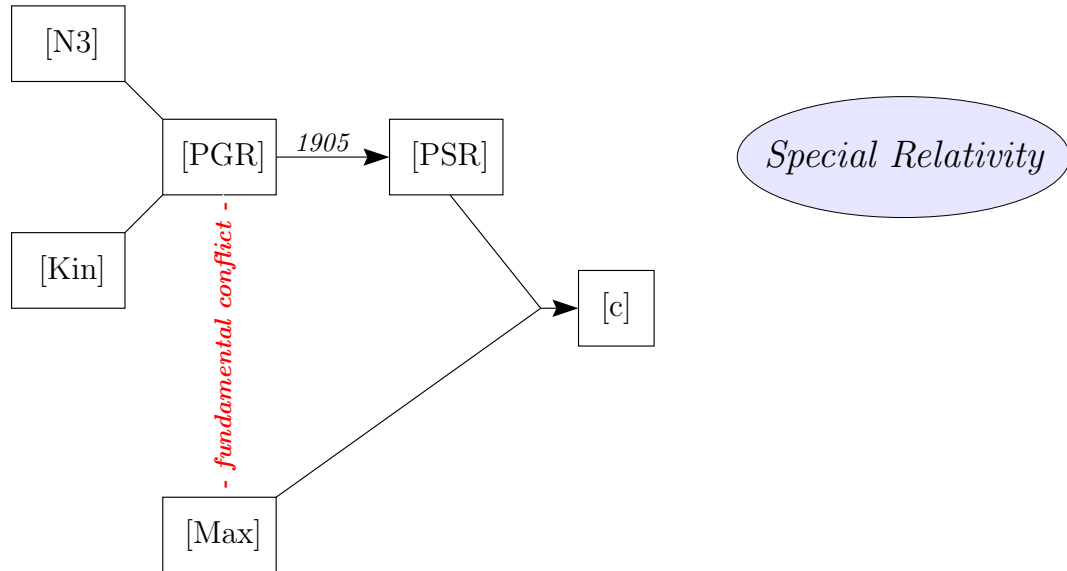 [N3]
[PGR]
1905
[PSR]
Special Relativity
[Kin]
- fundamental conflict -
[c]
[Max]